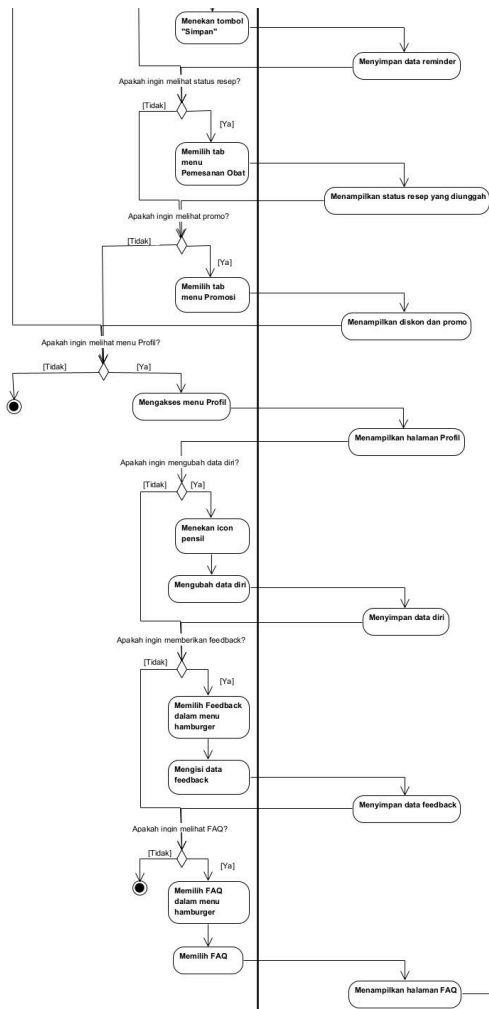 Menekan tombol
"Simpan"
Menyimpan data reminder
Apakah ingin melihat status resep?
[Tidak]
[Ya]
Memilih tab
menu
Pemesanan Obat
Menampilkan status resep yang diunggah
Apakah ingin melihat promo?
[Tidak]
[Ya]
Memilih tab
menu Promosi
Menampilkan diskon dan promo
Apakah ingin melihat menu Profil?
[Tidak]
[Ya]
Mengakses menu Profil
Menampilkan halaman Profil
Apakah ingin mengubah data diri?
[Tidak]
[Ya]
Menekan icon
pensil
Mengubah data diri
Menyimpan data diri
Apakah ingin memberikan feedback?
[Tidak]
[Ya]
Memilih Feedback
dalam menu
hamburger
Mengisi data
feedback
Menyimpan data feedback
Apakah ingin melihat FAQ?
[Tidak]
[Ya]
Memilih FAQ
dalam menu
hamburger
Memilih FAQ
Menampilkan halaman FAQ